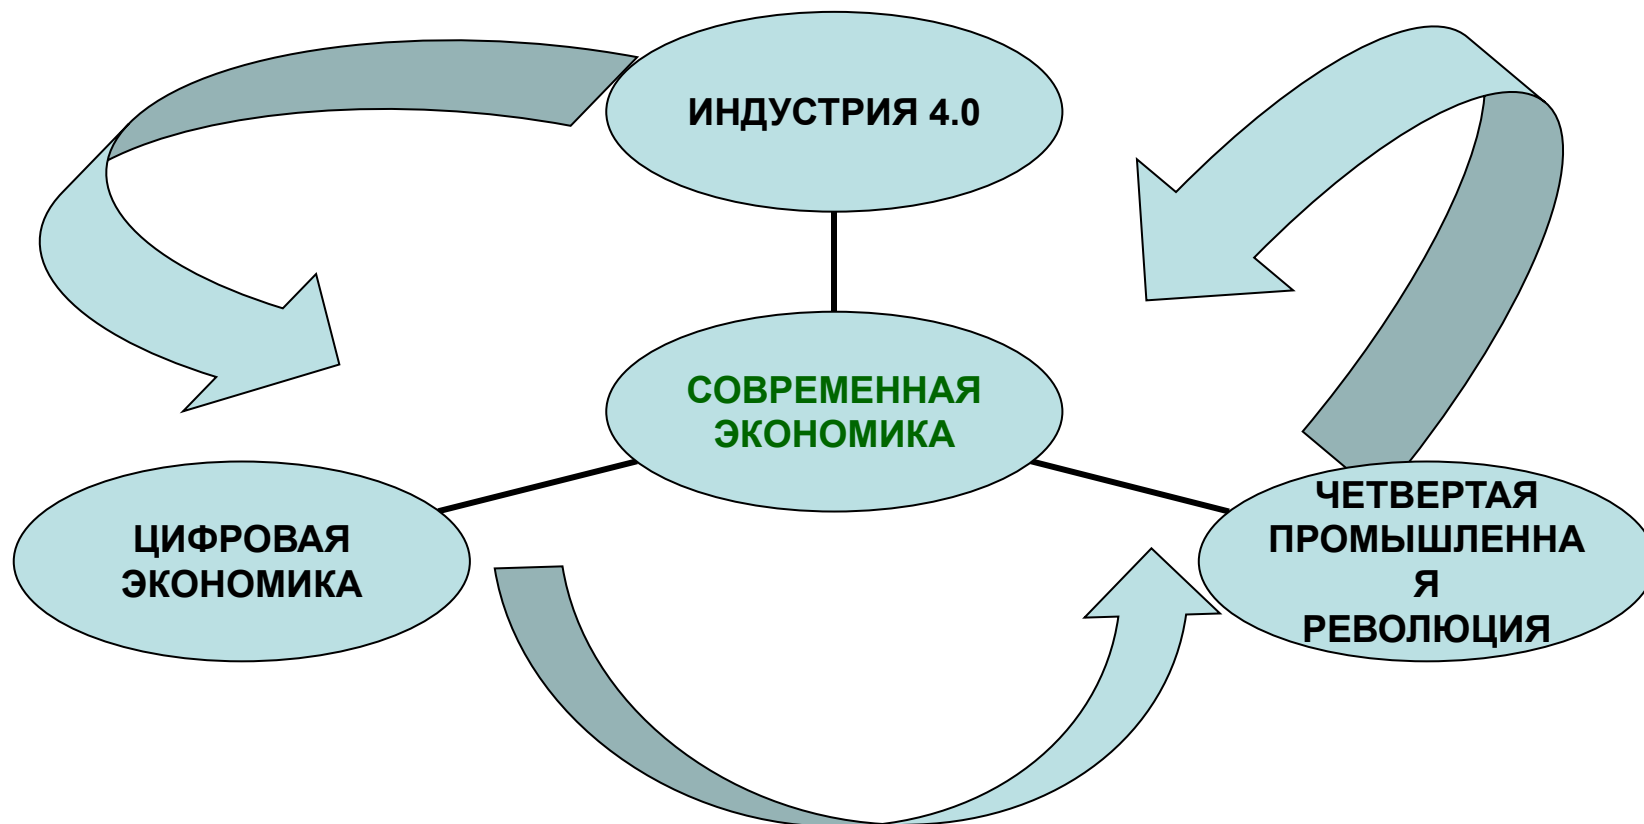 ИНДУСТРИЯ 4.0
СОВРЕМЕННАЯ
ЭКОНОМИКА
ЦИФРОВАЯ
ЭКОНОМИКА
ЧЕТВЕРТАЯ
ПРОМЫШЛЕННА
Я
РЕВОЛЮЦИЯ